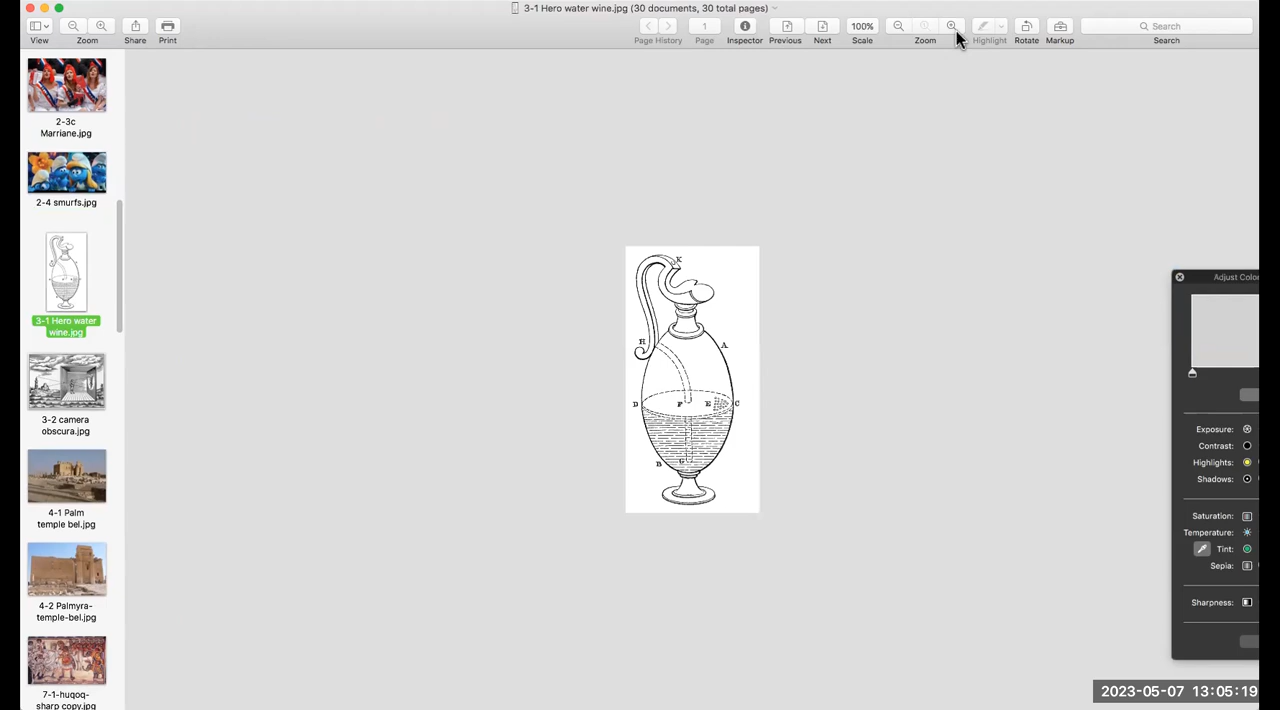 3-1 Hero water wine.jpg (30 documents, 30 total pages)
1
100%
Search
View
Zoom
Share
Print
Page History
Page
Inspector
Previous
Next
Scale
Zoom
Highlight
Rotate
Markup
Search
2-3c
Marriane.jpg
2-4 smurfs.jpg
3-1 Hero water
wine.jpg
3-2 camera
obscura.jpg
4-1 Palm
temple bel.jpg
4-2 Palmyra-
temple-bel.jpg
7-1-huqoq-
sharp copy.jpg
K
H
A
D
F
E
C
B
G
Adjust Colo
Exposure:
Contrast:
Highlights:
Shadows:
Saturation:
Temperature:
Tint:
Sepia:
Sharpness:
2023-05-07 13:05:19